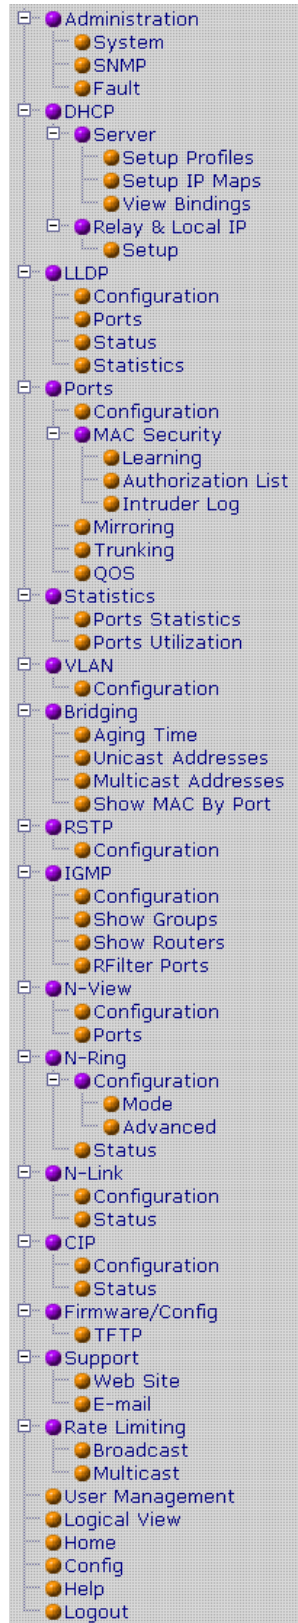 Administration
System
SNMP
Fault
DHCP
Server
Setup Profiles
Setup IP Maps
View Bindings
Relay & Local IP
Setup
LLDP
Configuration
Ports
Status
Statistics
Ports
Configuration
MAC Security
Learning
Authorization List
Intruder Log
Mirroring
Trunking
QOS
Statistics
Ports Statistics
Ports Utilization
VLAN
Configuration
Bridging
Aging Time
Unicast Addresses
Multicast Addresses
Show MAC By Port
RSTP
Configuration
IGMP
Configuration
Show Groups
Show Routers
RFilter Ports
N-View
Configuration
Ports
N-Ring
Configuration
Mode
Advanced
Status
N-Link
Configuration
Status
CIP
Configuration
Status
Firmware/Config
TFTP
Support
Web Site
E-mail
Rate Limiting
Broadcast
Multicast
User Management
Logical View
Home
Config
Help
Logout